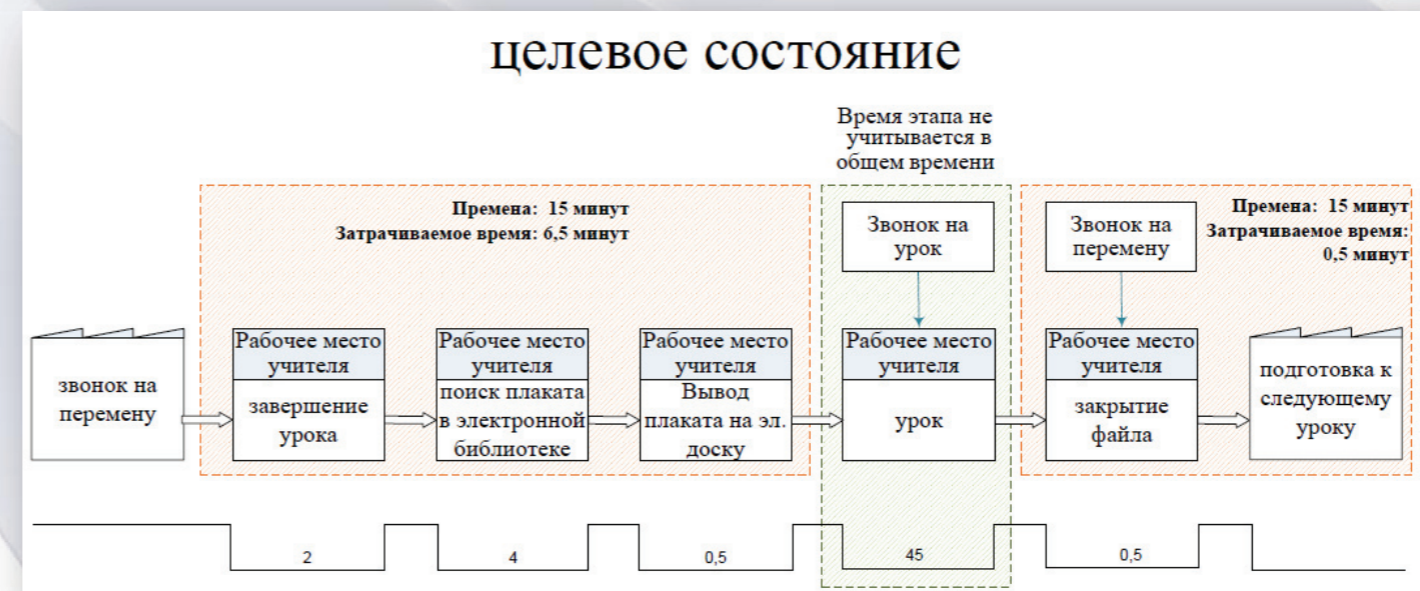 целевое состояние
Время этапа не
учитывается в
общем времени
Премена: 15 минут
Затрачиваемое время: 6,5 минут
Звонок на
урок
Звонок на
перемену
Премена: 15 минут
Затрачиваемое время:
0,5 минут
звонок на
перемену
Рабочее место
учителя
завершение
урока
Рабочее место
учителя
поиск плаката
в электронной
библиотеке
Рабочее место
учителя
Вывод
плаката на эл.
доску
Рабочее место
учителя
урок
Рабочее место
учителя
закрытие
файла
подготовка к
следующему
уроку
2
4
0,5
45
0,5